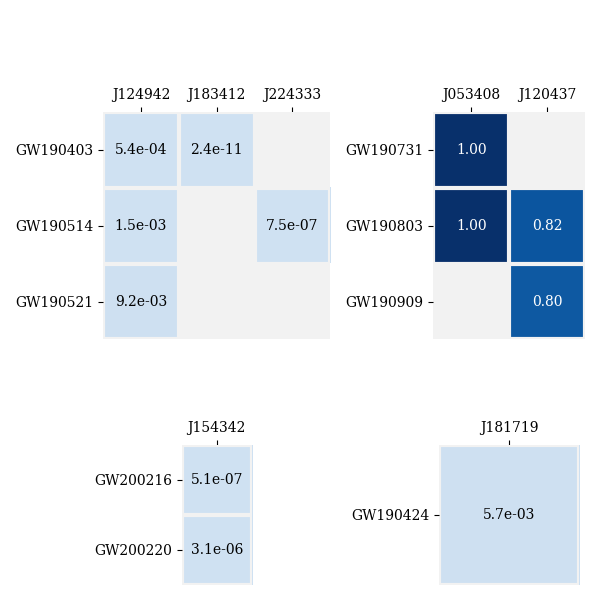 J124942 J183412 J224333
GW190403 5.4e-04 2.4e-11
GW190514 1.5e-03 7.5e-07
GW190521 9.2e-03
J053408 J120437
GW190731 1.00
GW190803 1.00 0.82
GW190909 0.80
J154342
GW200216 5.1e-07
GW200220 3.1e-06
J181719
GW190424 5.7e-03